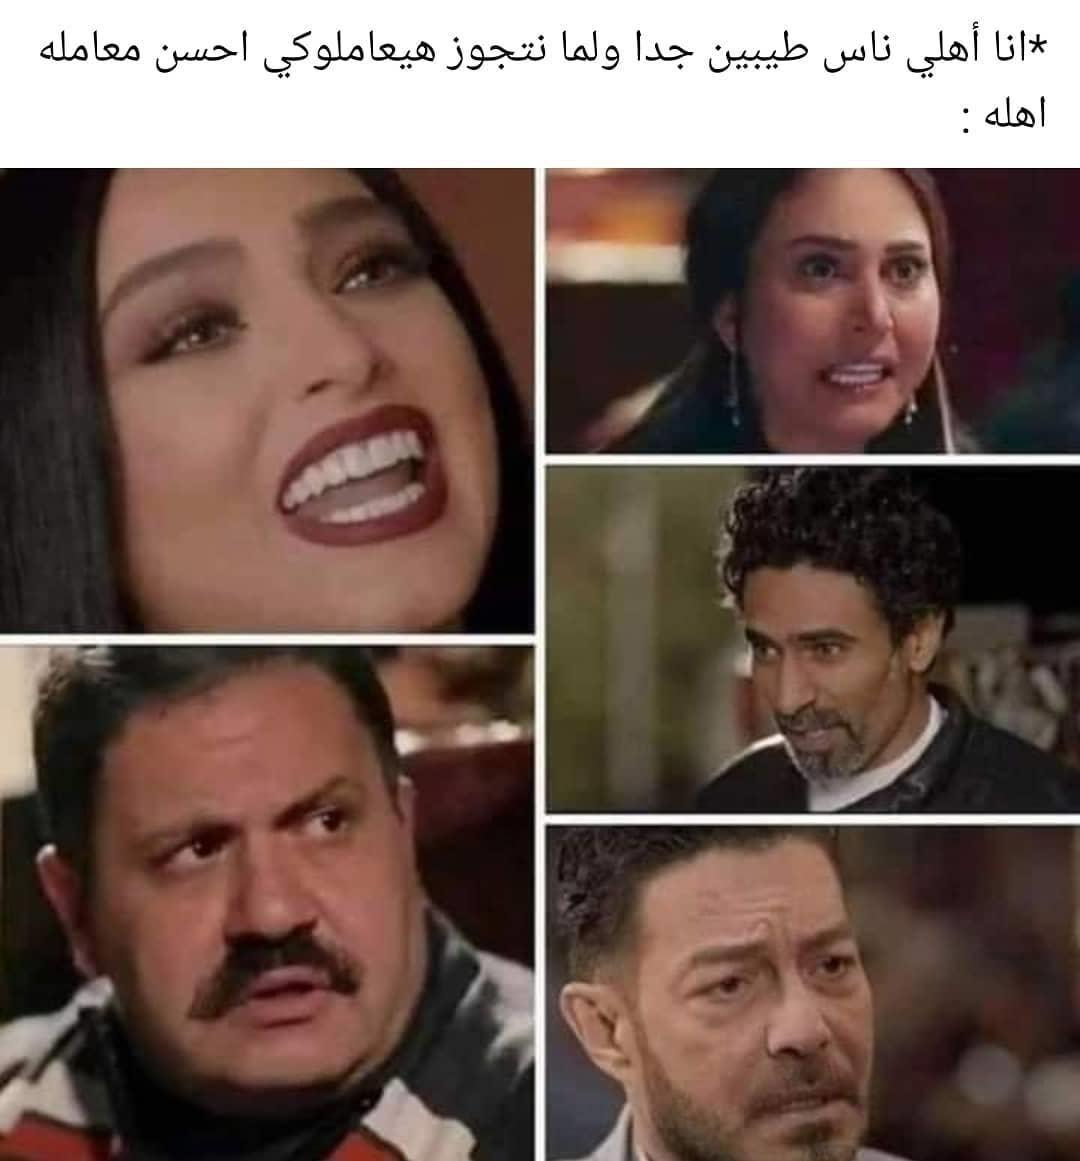 *انا أهلي ناس طيبين جدا ولما نتجوز هيعاملوكي احسن معامله
اهله :